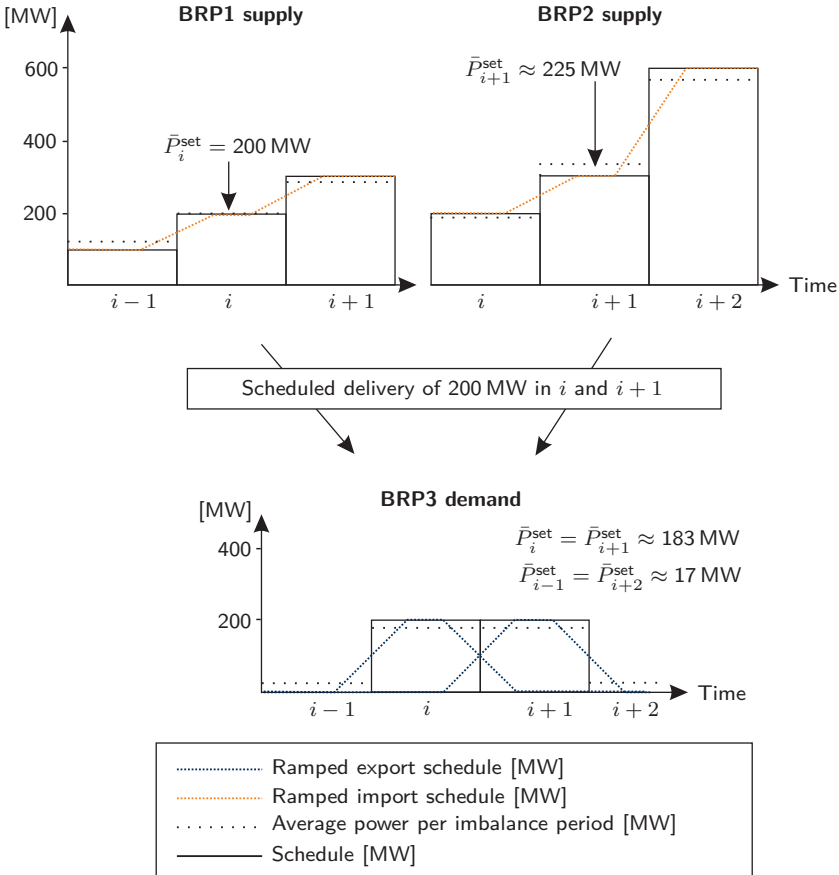 [MW]
BRP1 supply
BRP2 supply
600
400
200
P̄ᵢˢᵉᵗ = 200 MW
P̄ᵢ₊₁ˢᵉᵗ ≈ 225 MW
i − 1
i
i + 1
i
i + 1
i + 2
Time
Scheduled delivery of 200 MW in i and i + 1
BRP3 demand
[MW]
400
200
P̄ᵢˢᵉᵗ = P̄ᵢ₊₁ˢᵉᵗ ≈ 183 MW
P̄ᵢ₋₁ˢᵉᵗ = P̄ᵢ₊₂ˢᵉᵗ ≈ 17 MW
Time
i − 1
i
i + 1
i + 2
Ramped export schedule [MW]
Ramped import schedule [MW]
Average power per imbalance period [MW]
Schedule [MW]